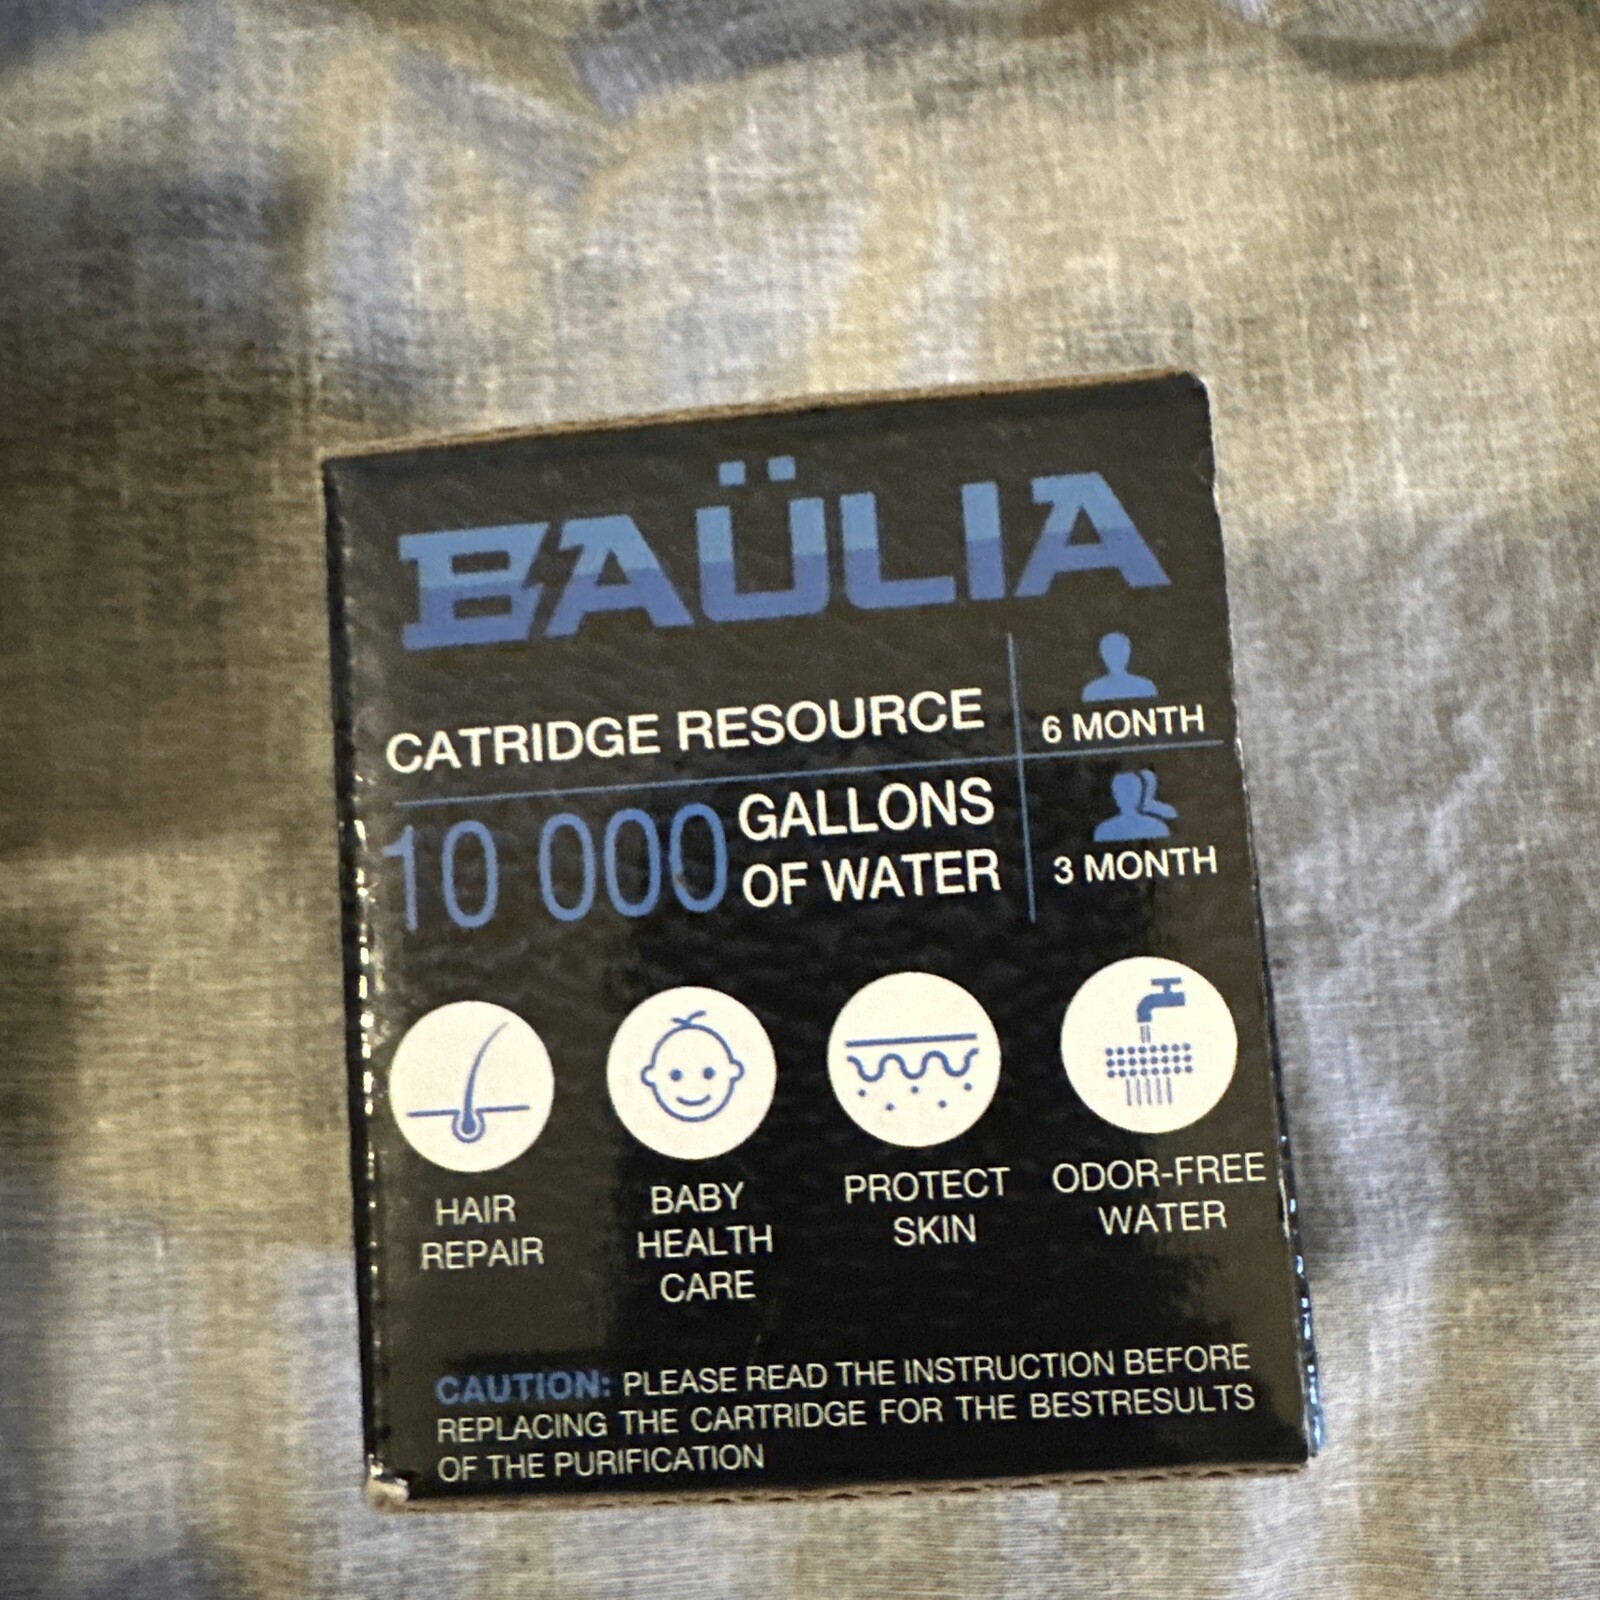 BAÜLIA
CATRIDGE RESOURCE
10 000 GALLONS
OF WATER
6 MONTH
3 MONTH
HAIR
REPAIR
BABY
HEALTH
CARE
PROTECT
SKIN
ODOR-FREE
WATER
CAUTION: PLEASE READ THE INSTRUCTION BEFORE
REPLACING THE CARTRIDGE FOR THE BESTRESULTS
OF THE PURIFICATION